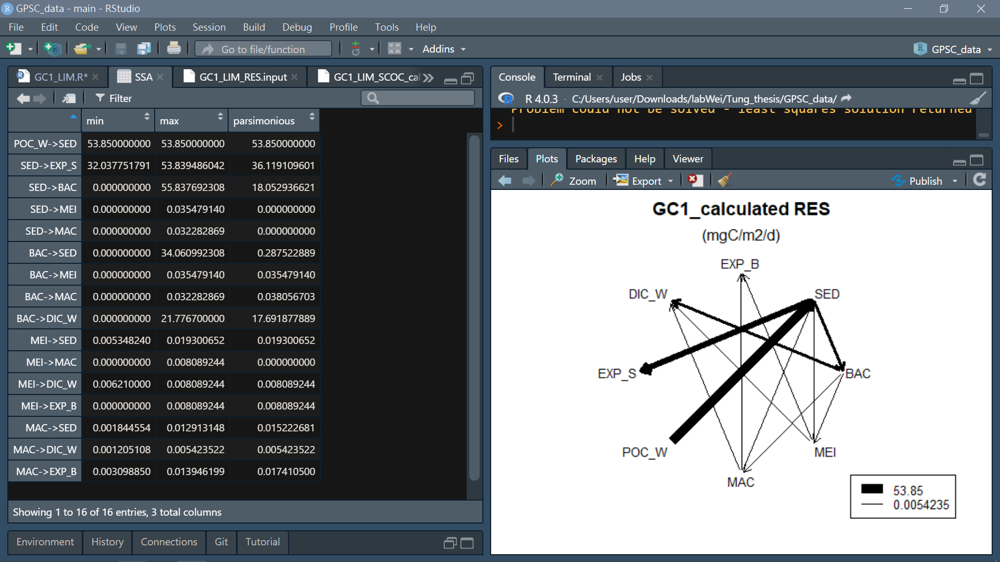 GPSC_data - main - RStudio
File Edit Code View Plots Session Build Debug Profile Tools Help
Go to file/function Addins GPSC_data
GC1_LIM.R* SSA GC1_LIM_RES.input GC1_LIM_SCOC_cal
Filter
min max parsimonious
POC_W->SED 53.850000000 53.850000000 53.850000000
SED->EXP_S 32.037751791 53.839486042 36.119109601
SED->BAC 0.000000000 55.837692308 18.052936621
SED->MEI 0.000000000 0.035479140 0.000000000
SED->MAC 0.000000000 0.032282869 0.000000000
BAC->SED 0.000000000 34.060992308 0.287522889
BAC->MEI 0.000000000 0.035479140 0.035479140
BAC->MAC 0.000000000 0.032282869 0.038056703
BAC->DIC_W 0.000000000 21.776700000 17.691877889
MEI->SED 0.005348240 0.019300652 0.019300652
MEI->MAC 0.000000000 0.008089244 0.000000000
MEI->DIC_W 0.006210000 0.008089244 0.008089244
MEI->EXP_B 0.000000000 0.008089244 0.008089244
MAC->SED 0.001844554 0.012913148 0.015222681
MAC->DIC_W 0.001205108 0.005423522 0.005423522
MAC->EXP_B 0.003098850 0.013946199 0.017410500
Showing 1 to 16 of 16 entries, 3 total columns
Environment History Connections Git Tutorial
Console Terminal Jobs
R 4.0.3 · C:/Users/user/Downloads/labWei/Tung_thesis/GPSC_data/
Problem could not be solved - least squares solution returned
>
Files Plots Packages Help Viewer
Zoom Export Publish
GC1_calculated RES
(mgC/m2/d)
EXP_B
DIC_W SED
EXP_S BAC
POC_W MEI
MAC
53.85
0.0054235